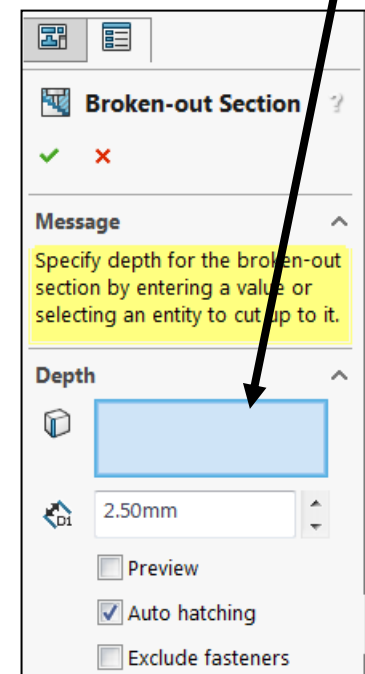 Broken-out Section ?
Message
Specify depth for the broken-out
section by entering a value or
selecting an entity to cut up to it.
Depth
D1
2.50mm
Preview
Auto hatching
Exclude fasteners